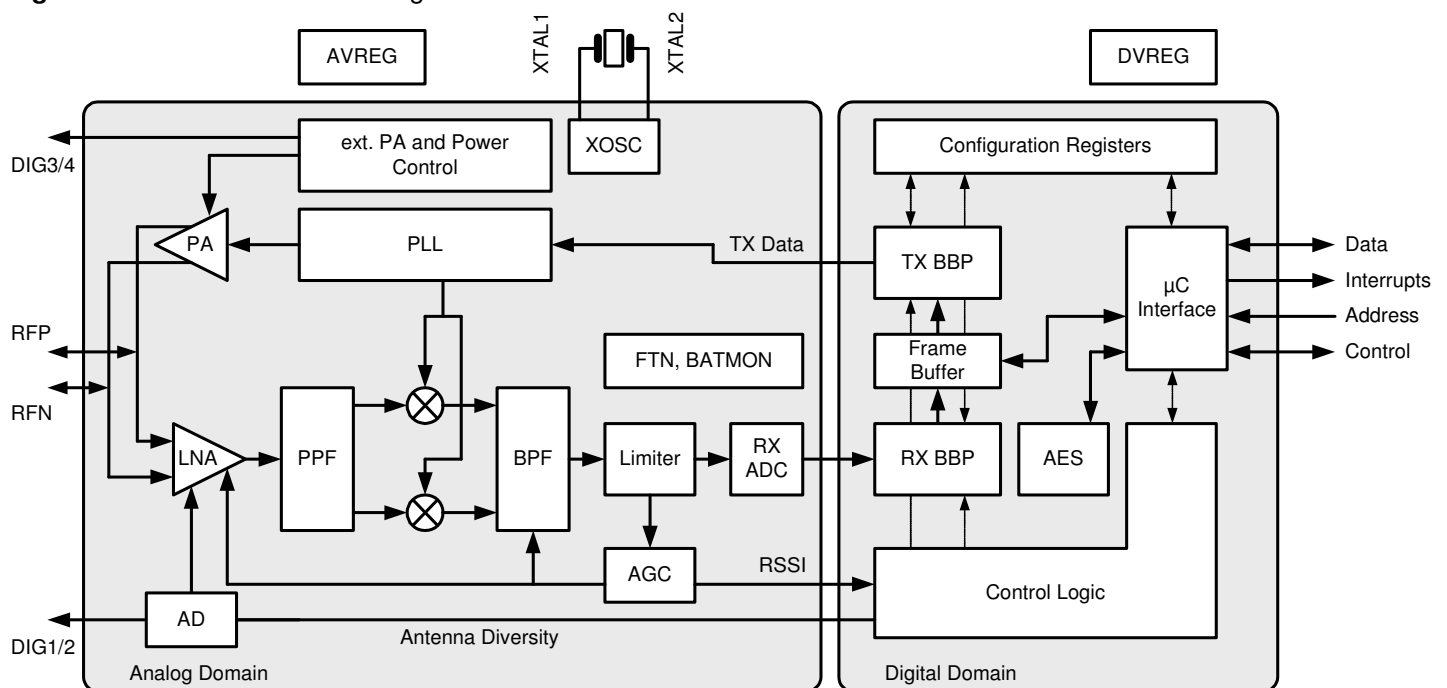 XTAL1
XTAL2
AVREG
DVREG
DIG3/4
ext. PA and Power
Control
XOSC
Configuration Registers
PA
PLL
TX Data
TX BBP
µC
Interface
Data
Interrupts
Address
Control
RFP
RFN
FTN, BATMON
Frame
Buffer
LNA
PPF
BPF
Limiter
RX
ADC
RX BBP
AES
AGC
RSSI
Control Logic
AD
DIG1/2
Antenna Diversity
Analog Domain
Digital Domain